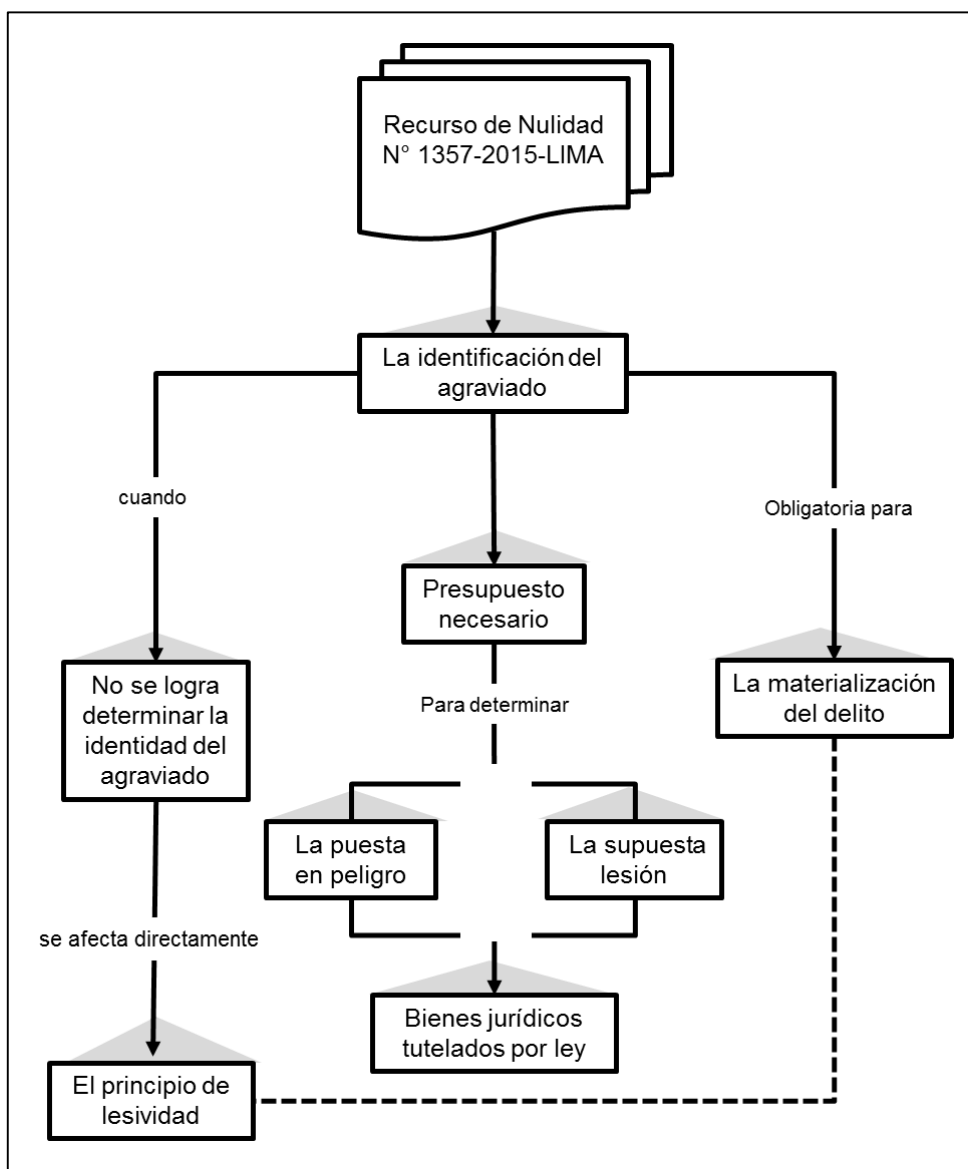 Recurso de Nulidad
N° 1357-2015-LIMA
La identificación del
agraviado
cuando
Obligatoria para
Presupuesto
necesario
No se logra
determinar la
identidad del
agraviado
La materialización
del delito
Para determinar
La puesta
en peligro
La supuesta
lesión
se afecta directamente
Bienes jurídicos
tutelados por ley
El principio de
lesividad